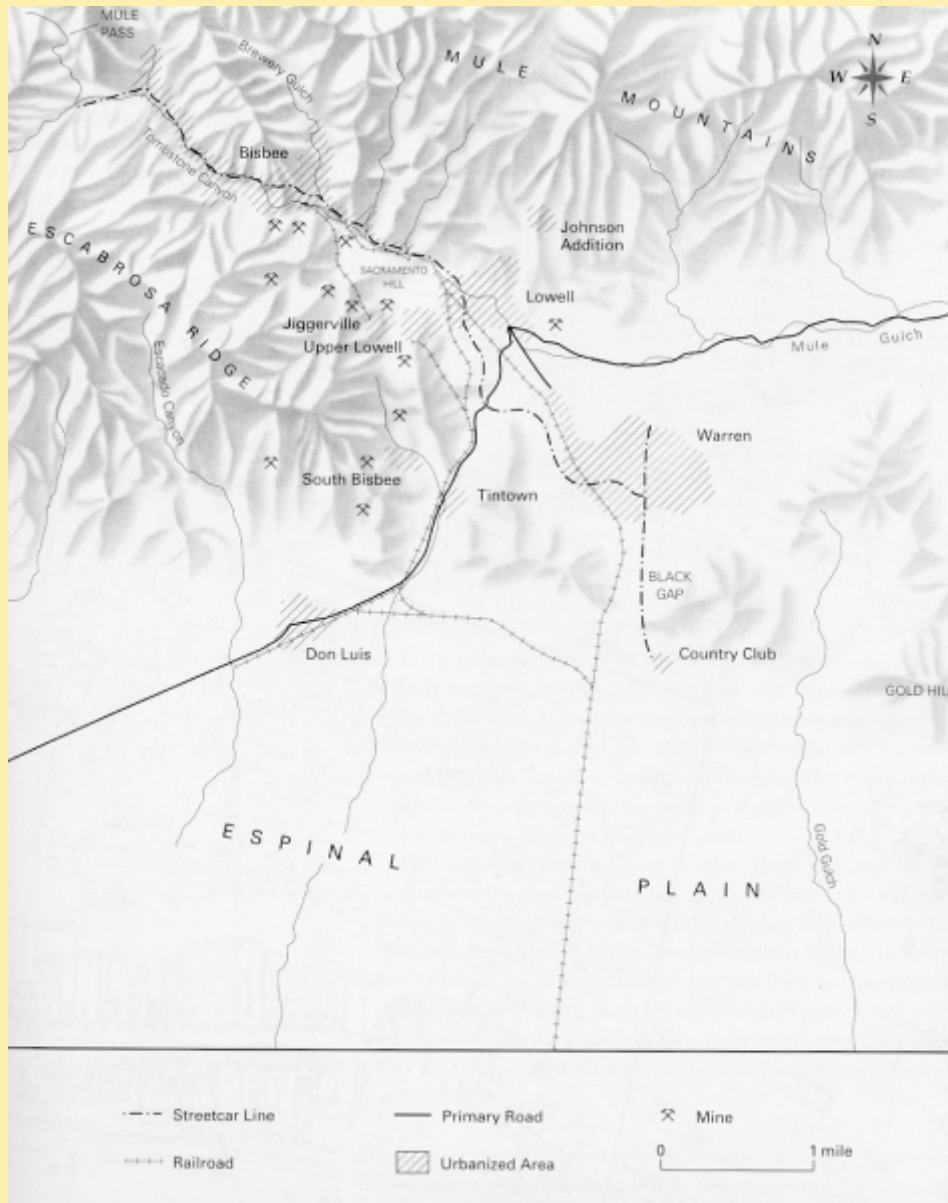 MULE
PASS
Brewery Gulch
MULE
N
W E
S
MOUNTAINS
Bisbee
Tombstone Canyon
Johnson
Addition
ESCABROSA RIDGE
SACRAMENTO
HILL
Lowell
Jiggerville
Upper Lowell
Mule Gulch
Escadado Canyon
Warren
South Bisbee
Tintown
BLACK
GAP
Don Luis
Country Club
GOLD HIL
ESPINAL
PLAIN
Gold Gulch
Streetcar Line
Primary Road
Mine
Railroad
Urbanized Area
0 1 mile